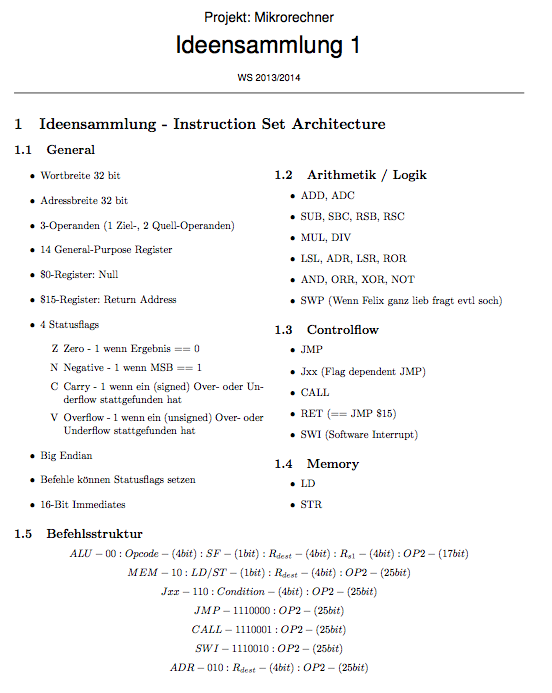 Projekt: Mikrorechner
Ideensammlung 1
WS 2013/2014
1 Ideensammlung - Instruction Set Architecture
1.1 General
• Wortbreite 32 bit
• Adressbreite 32 bit
• 3-Operanden (1 Ziel-, 2 Quell-Operanden)
• 14 General-Purpose Register
• $0-Register: Null
• $15-Register: Return Address
• 4 Statusflags
Z Zero - 1 wenn Ergebnis == 0
N Negative - 1 wenn MSB == 1
C Carry - 1 wenn ein (signed) Over- oder Un-
derflow stattgefunden hat
V Overflow - 1 wenn ein (unsigned) Over- oder
Underflow stattgefunden hat
• Big Endian
• Befehle können Statusflags setzen
• 16-Bit Immediates
1.2 Arithmetik / Logik
• ADD, ADC
• SUB, SBC, RSB, RSC
• MUL, DIV
• LSL, ADR, LSR, ROR
• AND, ORR, XOR, NOT
• SWP (Wenn Felix ganz lieb fragt evtl soch)
1.3 Controlflow
• JMP
• Jxx (Flag dependent JMP)
• CALL
• RET (== JMP $15)
• SWI (Software Interrupt)
1.4 Memory
• LD
• STR
1.5 Befehlsstruktur
ALU − 00 : Opcode − (4bit) : SF − (1bit) : R_dest − (4bit) : R_s1 − (4bit) : OP2 − (17bit)
MEM − 10 : LD/ST − (1bit) : R_dest − (4bit) : OP2 − (25bit)
Jxx − 110 : Condition − (4bit) : OP2 − (25bit)
JMP − 1110000 : OP2 − (25bit)
CALL − 1110001 : OP2 − (25bit)
SWI − 1110010 : OP2 − (25bit)
ADR − 010 : R_dest − (4bit) : OP2 − (25bit)